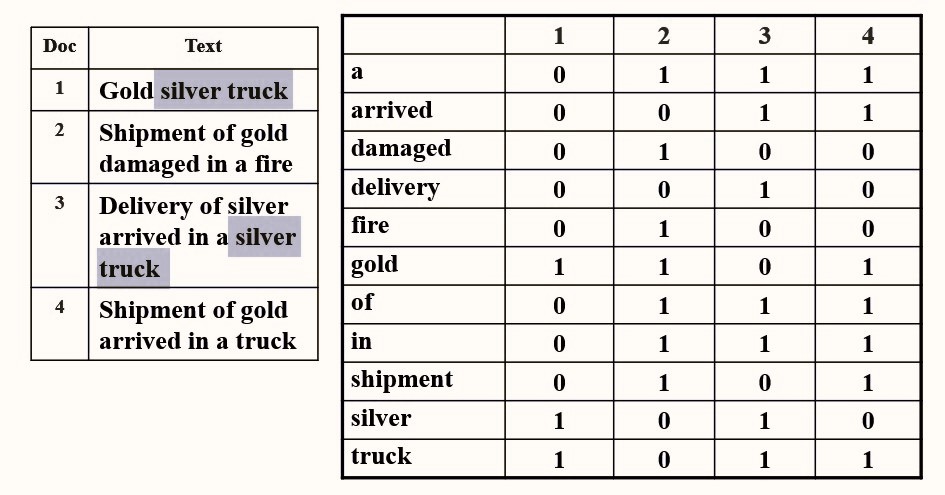 Doc Text
1 Gold silver truck
2 Shipment of gold
damaged in a fire
3 Delivery of silver
arrived in a silver
truck
4 Shipment of gold
arrived in a truck
1 2 3 4
a 0 1 1 1
arrived 0 0 1 1
damaged 0 1 0 0
delivery 0 0 1 0
fire 0 1 0 0
gold 1 1 0 1
of 0 1 1 1
in 0 1 1 1
shipment 0 1 0 1
silver 1 0 1 0
truck 1 0 1 1